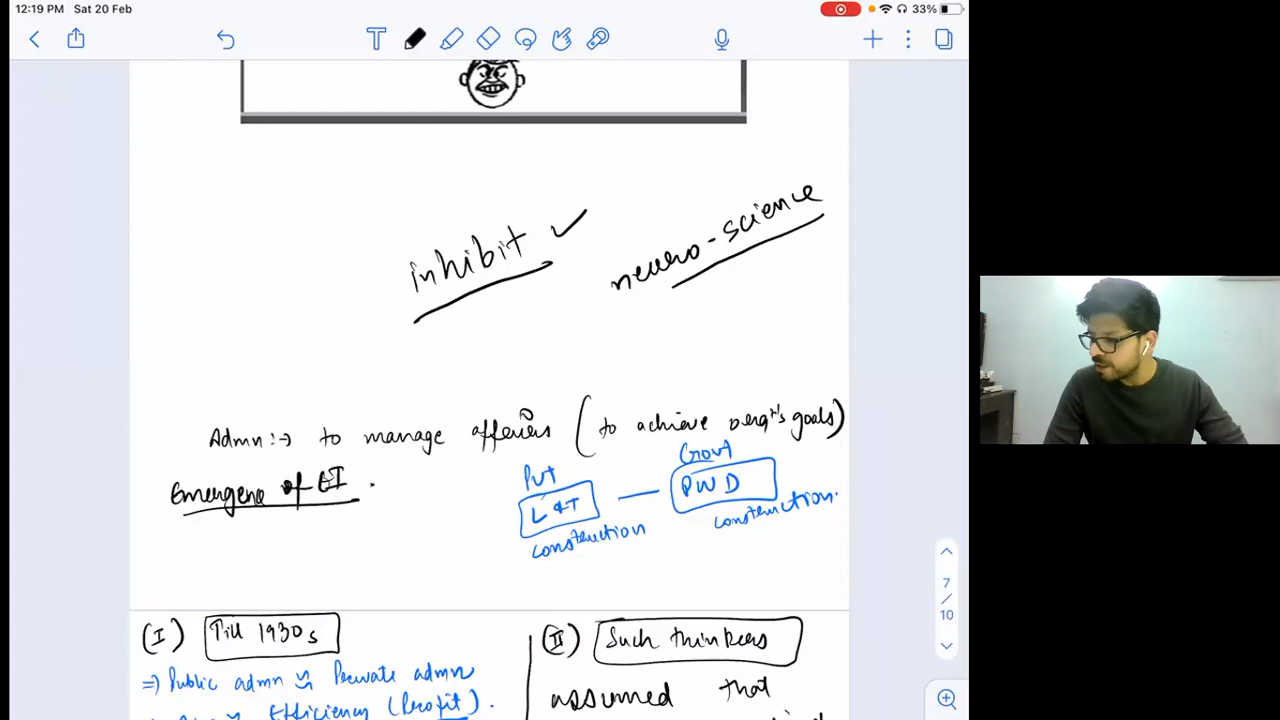 12:19 PM Sat 20 Feb
33%
inhibit ✓
neuro-science
Admn:→ to manage affairs (to achieve orgn's goals)
Emergene of EI.
Pvt
L&T
construction
Govt
PWD
construction.
7
/
10
(I) Till 1930s
⇒ Public admn ≈ Private admn
Efficiency (Profit).
(II) Such thinkers
assumed that